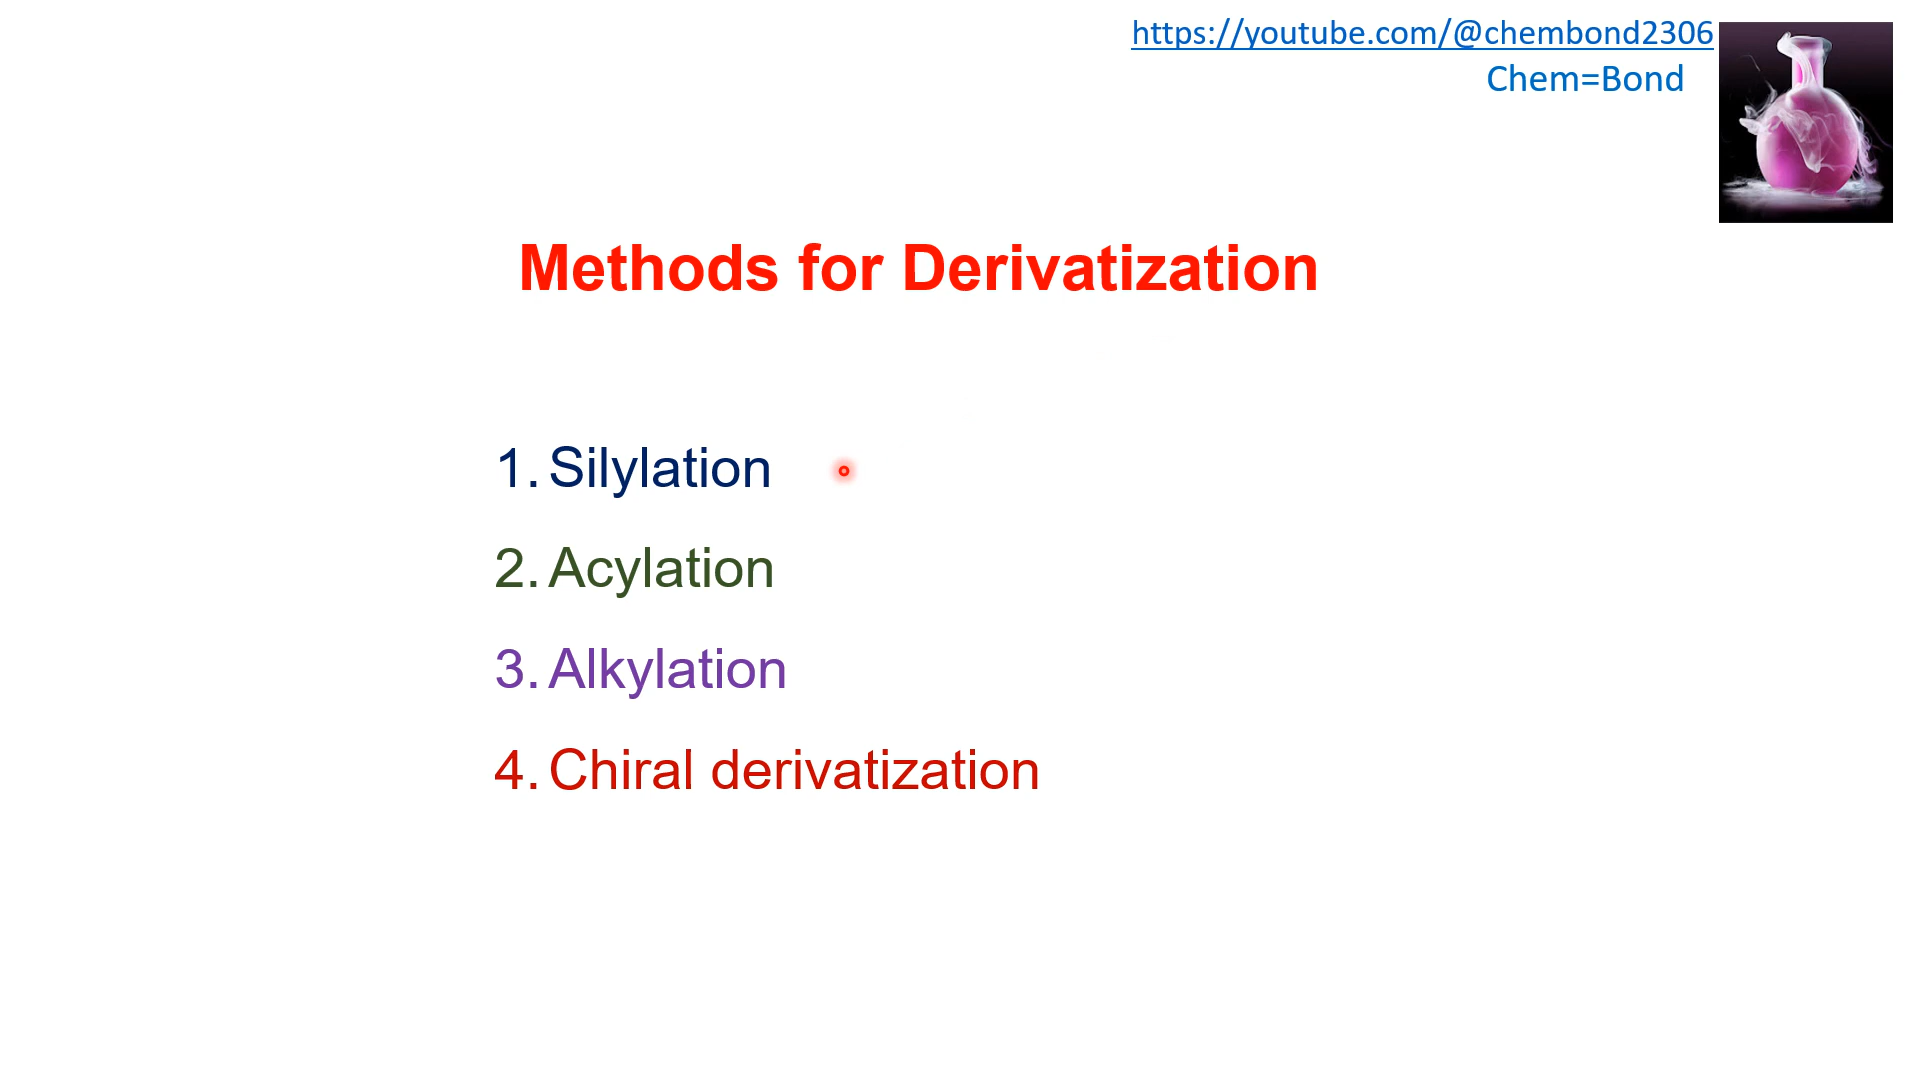 https://youtube.com/@chembond2306
Chem=Bond
Methods for Derivatization
1. Silylation
2. Acylation
3. Alkylation
4. Chiral derivatization